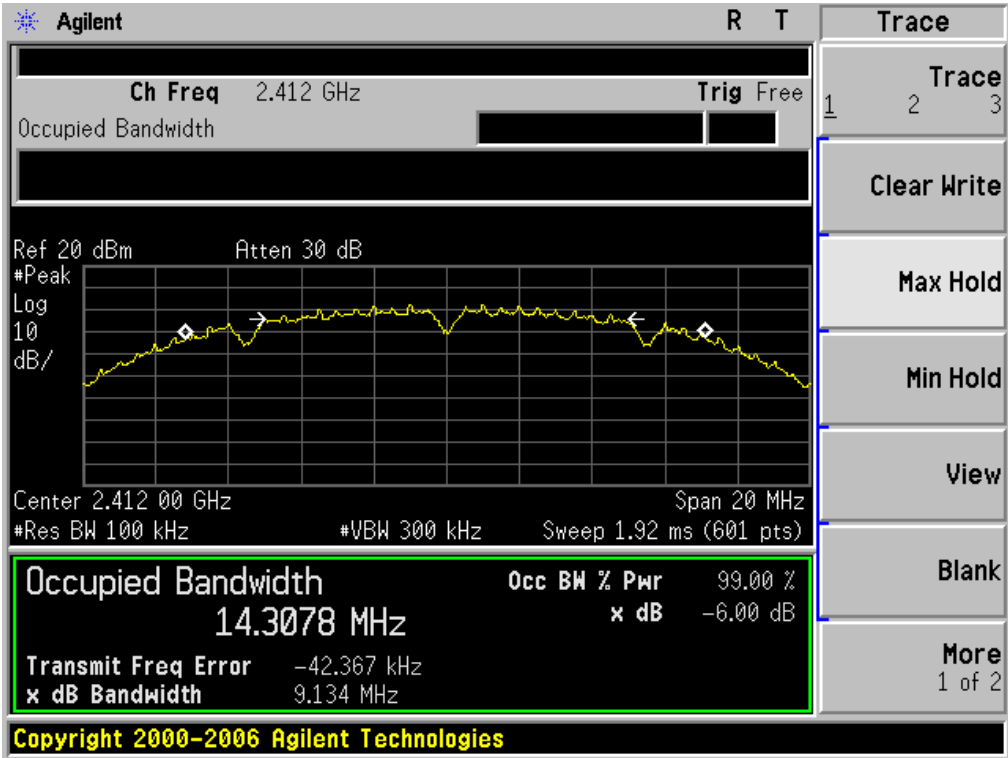 Agilent R T
Ch Freq 2.412 GHz Trig Free
Occupied Bandwidth
Ref 20 dBm Atten 30 dB
#Peak
Log
10
dB/
Center 2.412 00 GHz Span 20 MHz
#Res BW 100 kHz #VBW 300 kHz Sweep 1.92 ms (601 pts)
Occupied Bandwidth
14.3078 MHz
Occ BW % Pwr 99.00 %
x dB -6.00 dB
Transmit Freq Error -42.367 kHz
x dB Bandwidth 9.134 MHz
Copyright 2000-2006 Agilent Technologies
Trace
Trace
1 2 3
Clear Write
Max Hold
Min Hold
View
Blank
More
1 of 2